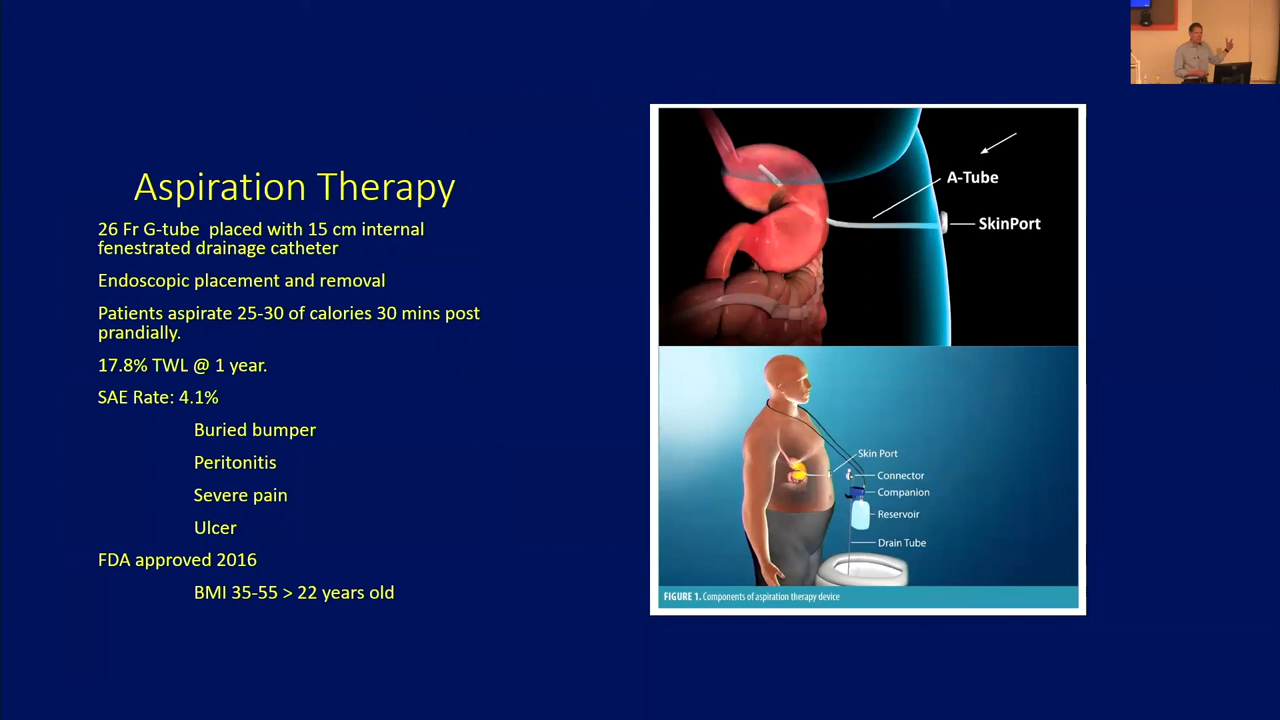 Aspiration Therapy
26 Fr G-tube placed with 15 cm internal
fenestrated drainage catheter
Endoscopic placement and removal
Patients aspirate 25-30 of calories 30 mins post
prandially.
17.8% TWL @ 1 year.
SAE Rate: 4.1%
Buried bumper
Peritonitis
Severe pain
Ulcer
FDA approved 2016
BMI 35-55 > 22 years old
A-Tube
SkinPort
Skin Port
Connector
Companion
Reservoir
Drain Tube
FIGURE 1. Components of aspiration therapy device